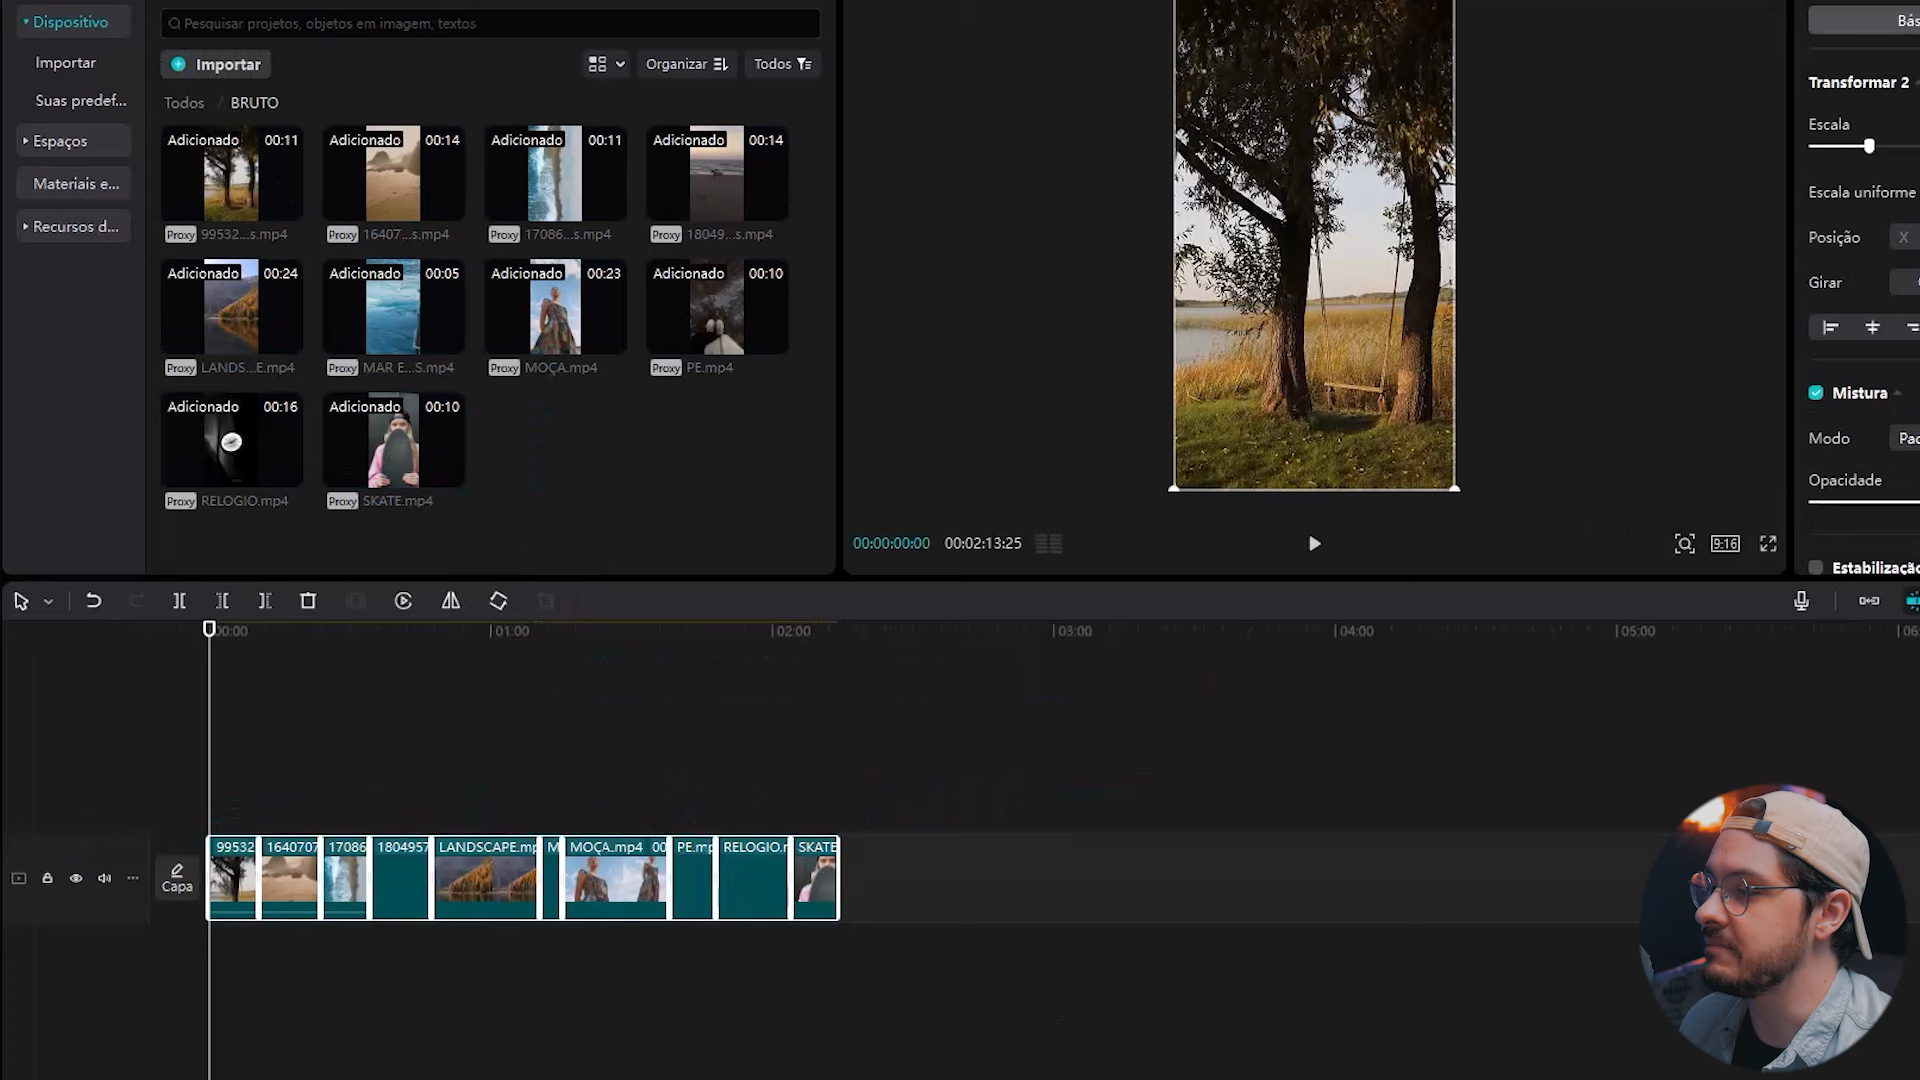 Dispositivo
Importar
Suas predef...
Espaços
Materiais e...
Recursos d...
Pesquisar projetos, objetos em imagem, textos
Importar
Organizar
Todos
Todos / BRUTO
Adicionado 00:11
Adicionado 00:14
Adicionado 00:11
Adicionado 00:14
Proxy 99532...s.mp4
Proxy 16407...s.mp4
Proxy 17086...s.mp4
Proxy 18049...s.mp4
Adicionado 00:24
Adicionado 00:05
Adicionado 00:23
Adicionado 00:10
Proxy LANDS...E.mp4
Proxy MAR E...S.mp4
Proxy MOÇA.mp4
Proxy PE.mp4
Adicionado 00:16
Adicionado 00:10
Proxy RELOGIO.mp4
Proxy SKATE.mp4
00:00:00:00 00:02:13:25
9:16
Bás
Transformar 2
Escala
Escala uniforme
Posição X
Girar
Mistura
Modo Pad
Opacidade
Estabilização
00:00 01:00 02:00 03:00 04:00 05:00 06:
Capa
99532 1640707 17086 1804957 LANDSCAPE.mp M MOÇA.mp4 00 PE.mp RELOGIO.r SKATE